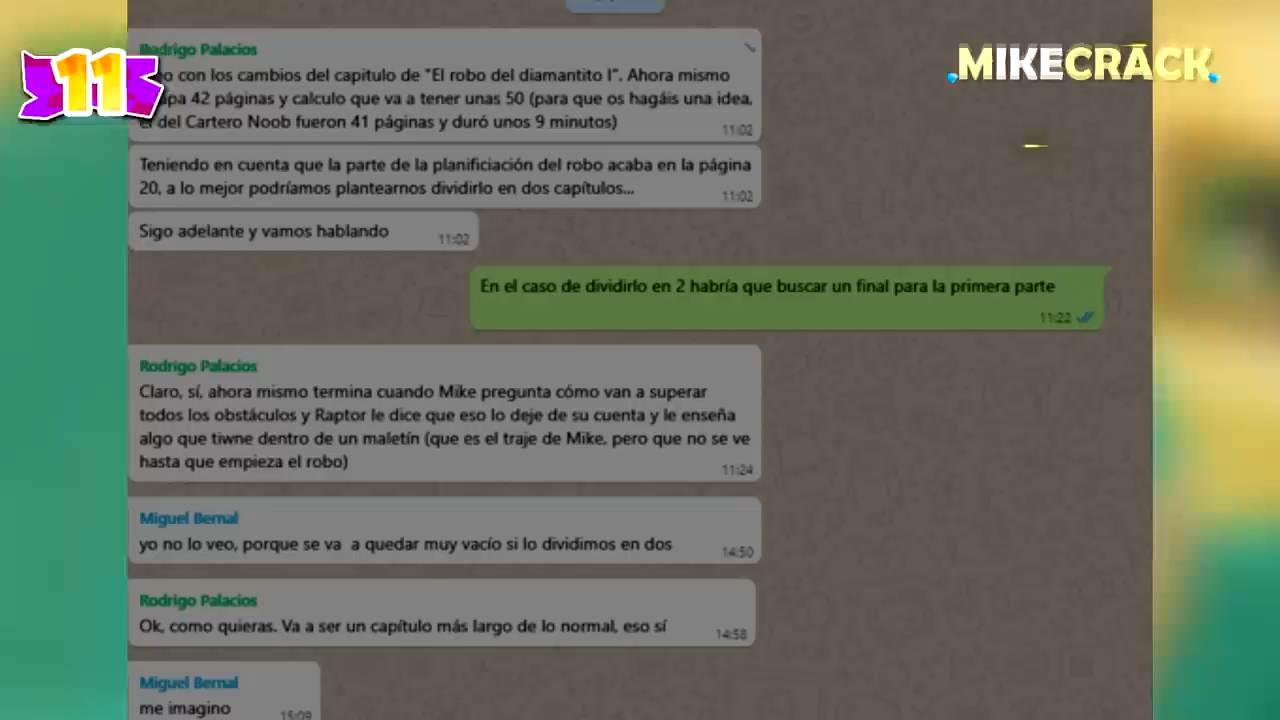 Rodrigo Palacios
11
MIKECRACK
con los cambios del capitulo de "El robo del diamantito I". Ahora mismo
42 páginas y calculo que va a tener unas 50 (para que os hagáis una idea,
el del Cartero Noob fueron 41 páginas y duró unos 9 minutos)
11:02
Teniendo en cuenta que la parte de la planificiación del robo acaba en la página
20, a lo mejor podríamos plantearnos dividirlo en dos capítulos...
11:02
Sigo adelante y vamos hablando
11:02
En el caso de dividirlo en 2 habría que buscar un final para la primera parte
11:22
Rodrigo Palacios
Claro, sí, ahora mismo termina cuando Mike pregunta cómo van a superar
todos los obstáculos y Raptor le dice que eso lo deje de su cuenta y le enseña
algo que tiwne dentro de un maletín (que es el traje de Mike, pero que no se ve
hasta que empieza el robo)
11:24
Miguel Bernal
yo no lo veo, porque se va a quedar muy vacío si lo dividimos en dos
14:50
Rodrigo Palacios
Ok, como quieras. Va a ser un capítulo más largo de lo normal, eso sí
14:58
Miguel Bernal
me imagino
15:09